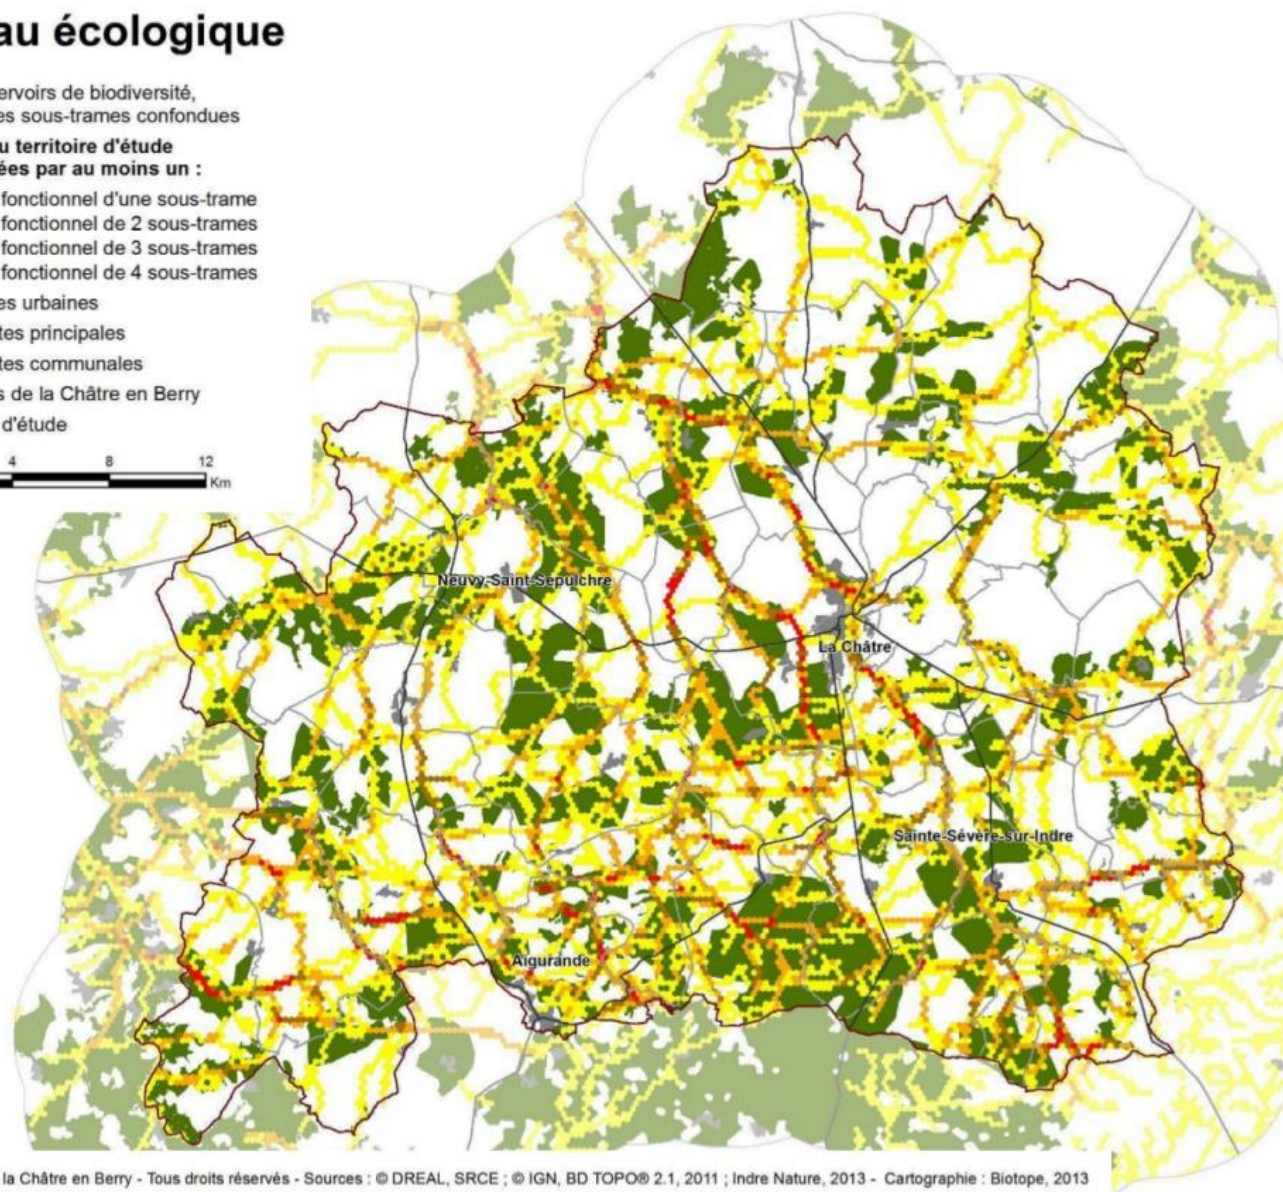 au écologique
ervoirs de biodiversité,
es sous-trames confondues
u territoire d'étude
ées par au moins un :
fonctionnel d'une sous-trame
fonctionnel de 2 sous-trames
fonctionnel de 3 sous-trames
fonctionnel de 4 sous-trames
es urbaines
tes principales
tes communales
s de la Châtre en Berry
d'étude
4 8 12
Km
Neuvy-Saint-Sépulchre
La Châtre
Sainte-Sévère-sur-Indre
Aigurande
la Châtre en Berry - Tous droits réservés - Sources : © DREAL, SRCE ; © IGN, BD TOPO® 2.1, 2011 ; Indre Nature, 2013 - Cartographie : Biotope, 2013